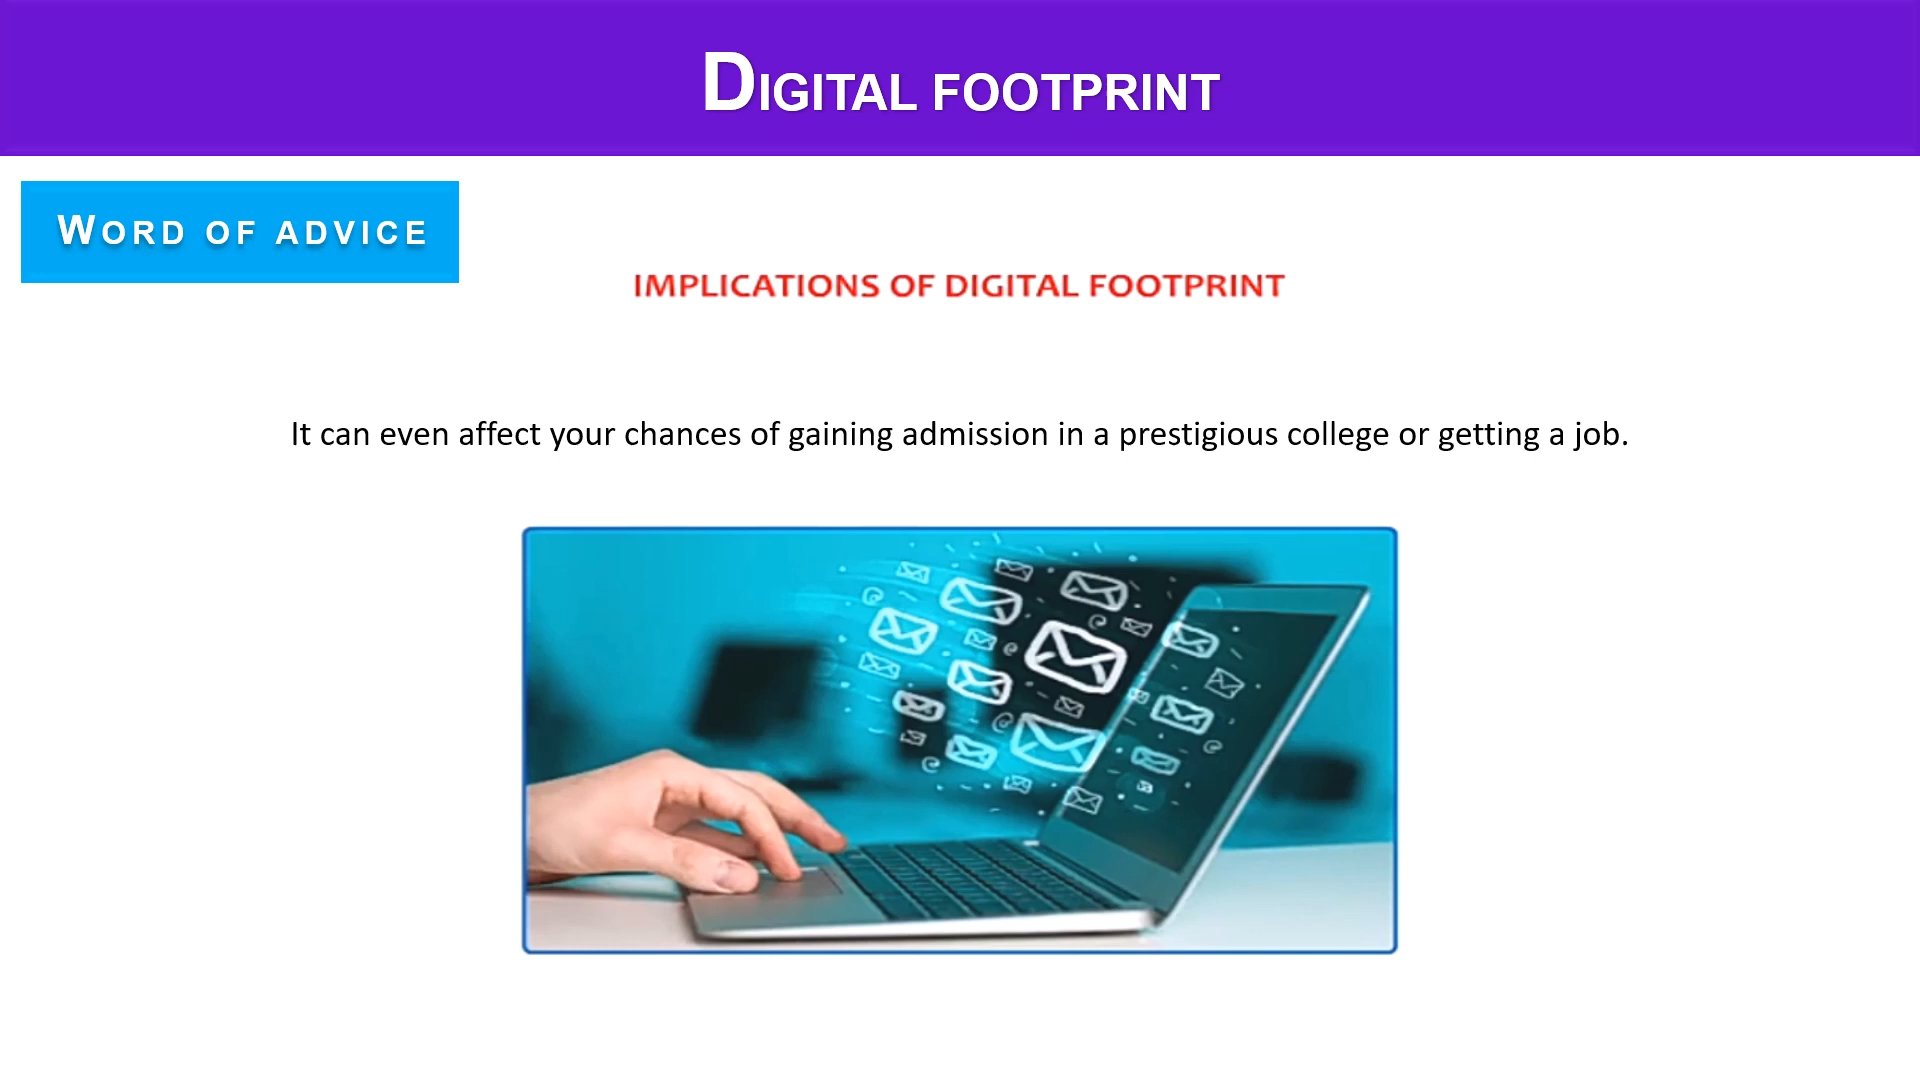 DIGITAL FOOTPRINT
WORD OF ADVICE
IMPLICATIONS OF DIGITAL FOOTPRINT
It can even affect your chances of gaining admission in a prestigious college or getting a job.